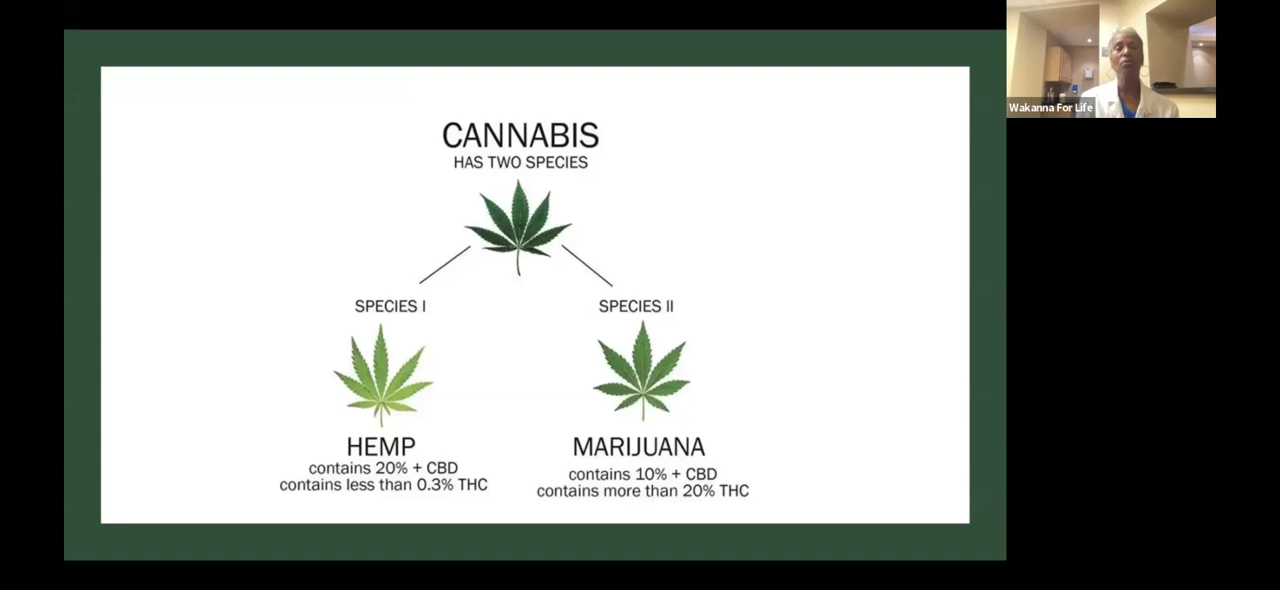 CANNABIS
HAS TWO SPECIES
SPECIES I
SPECIES II
HEMP
contains 20% + CBD
contains less than 0.3% THC
MARIJUANA
contains 10% + CBD
contains more than 20% THC
Wakanna For Life